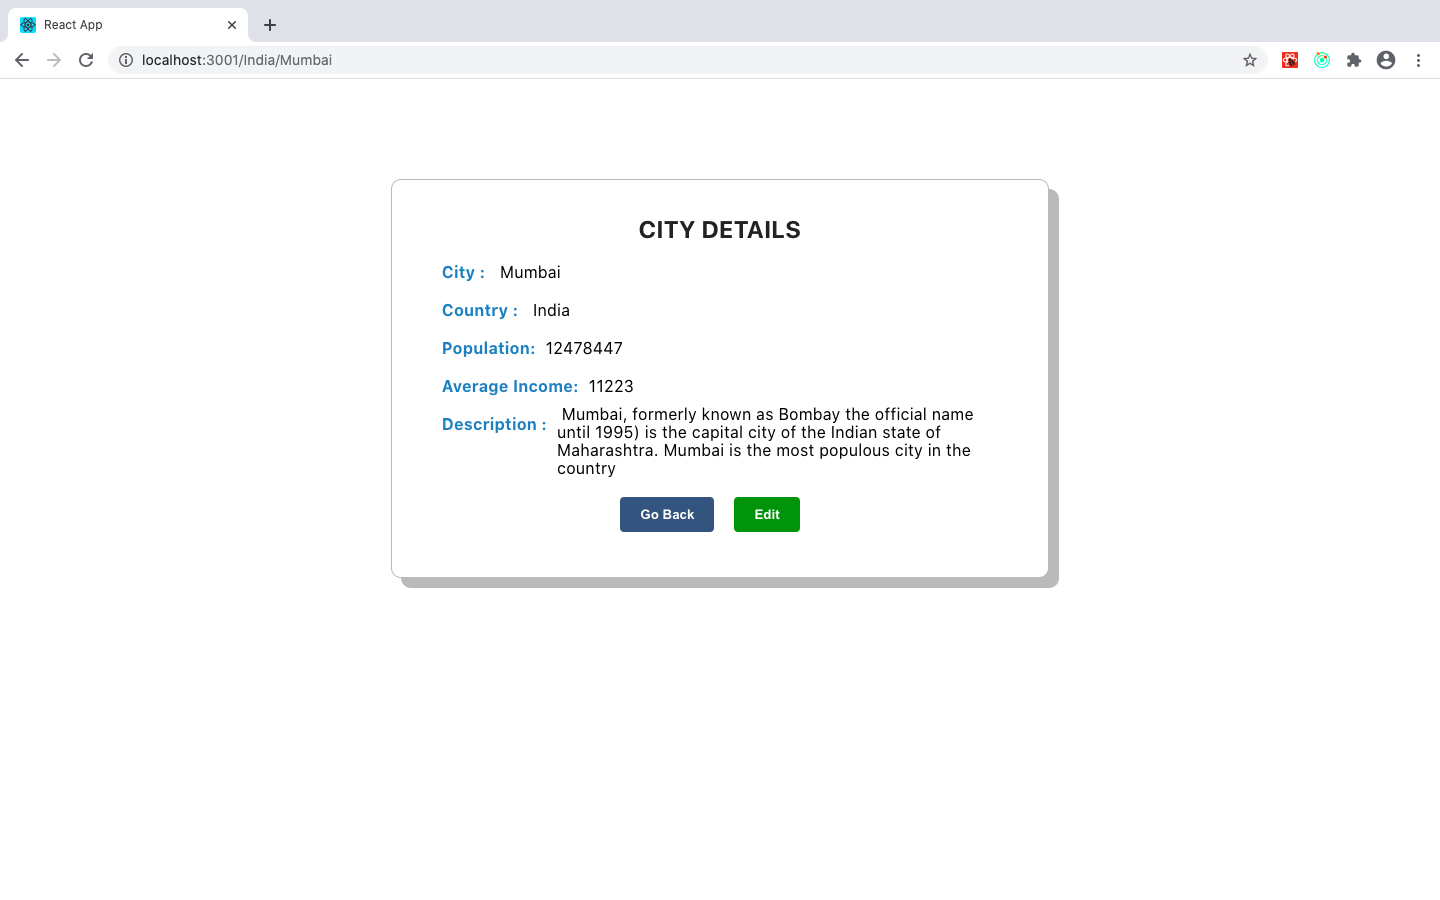 React App
localhost:3001/India/Mumbai
CITY DETAILS
City : Mumbai
Country : India
Population: 12478447
Average Income: 11223
Description : Mumbai, formerly known as Bombay the official name
until 1995) is the capital city of the Indian state of
Maharashtra. Mumbai is the most populous city in the
country
Go Back Edit